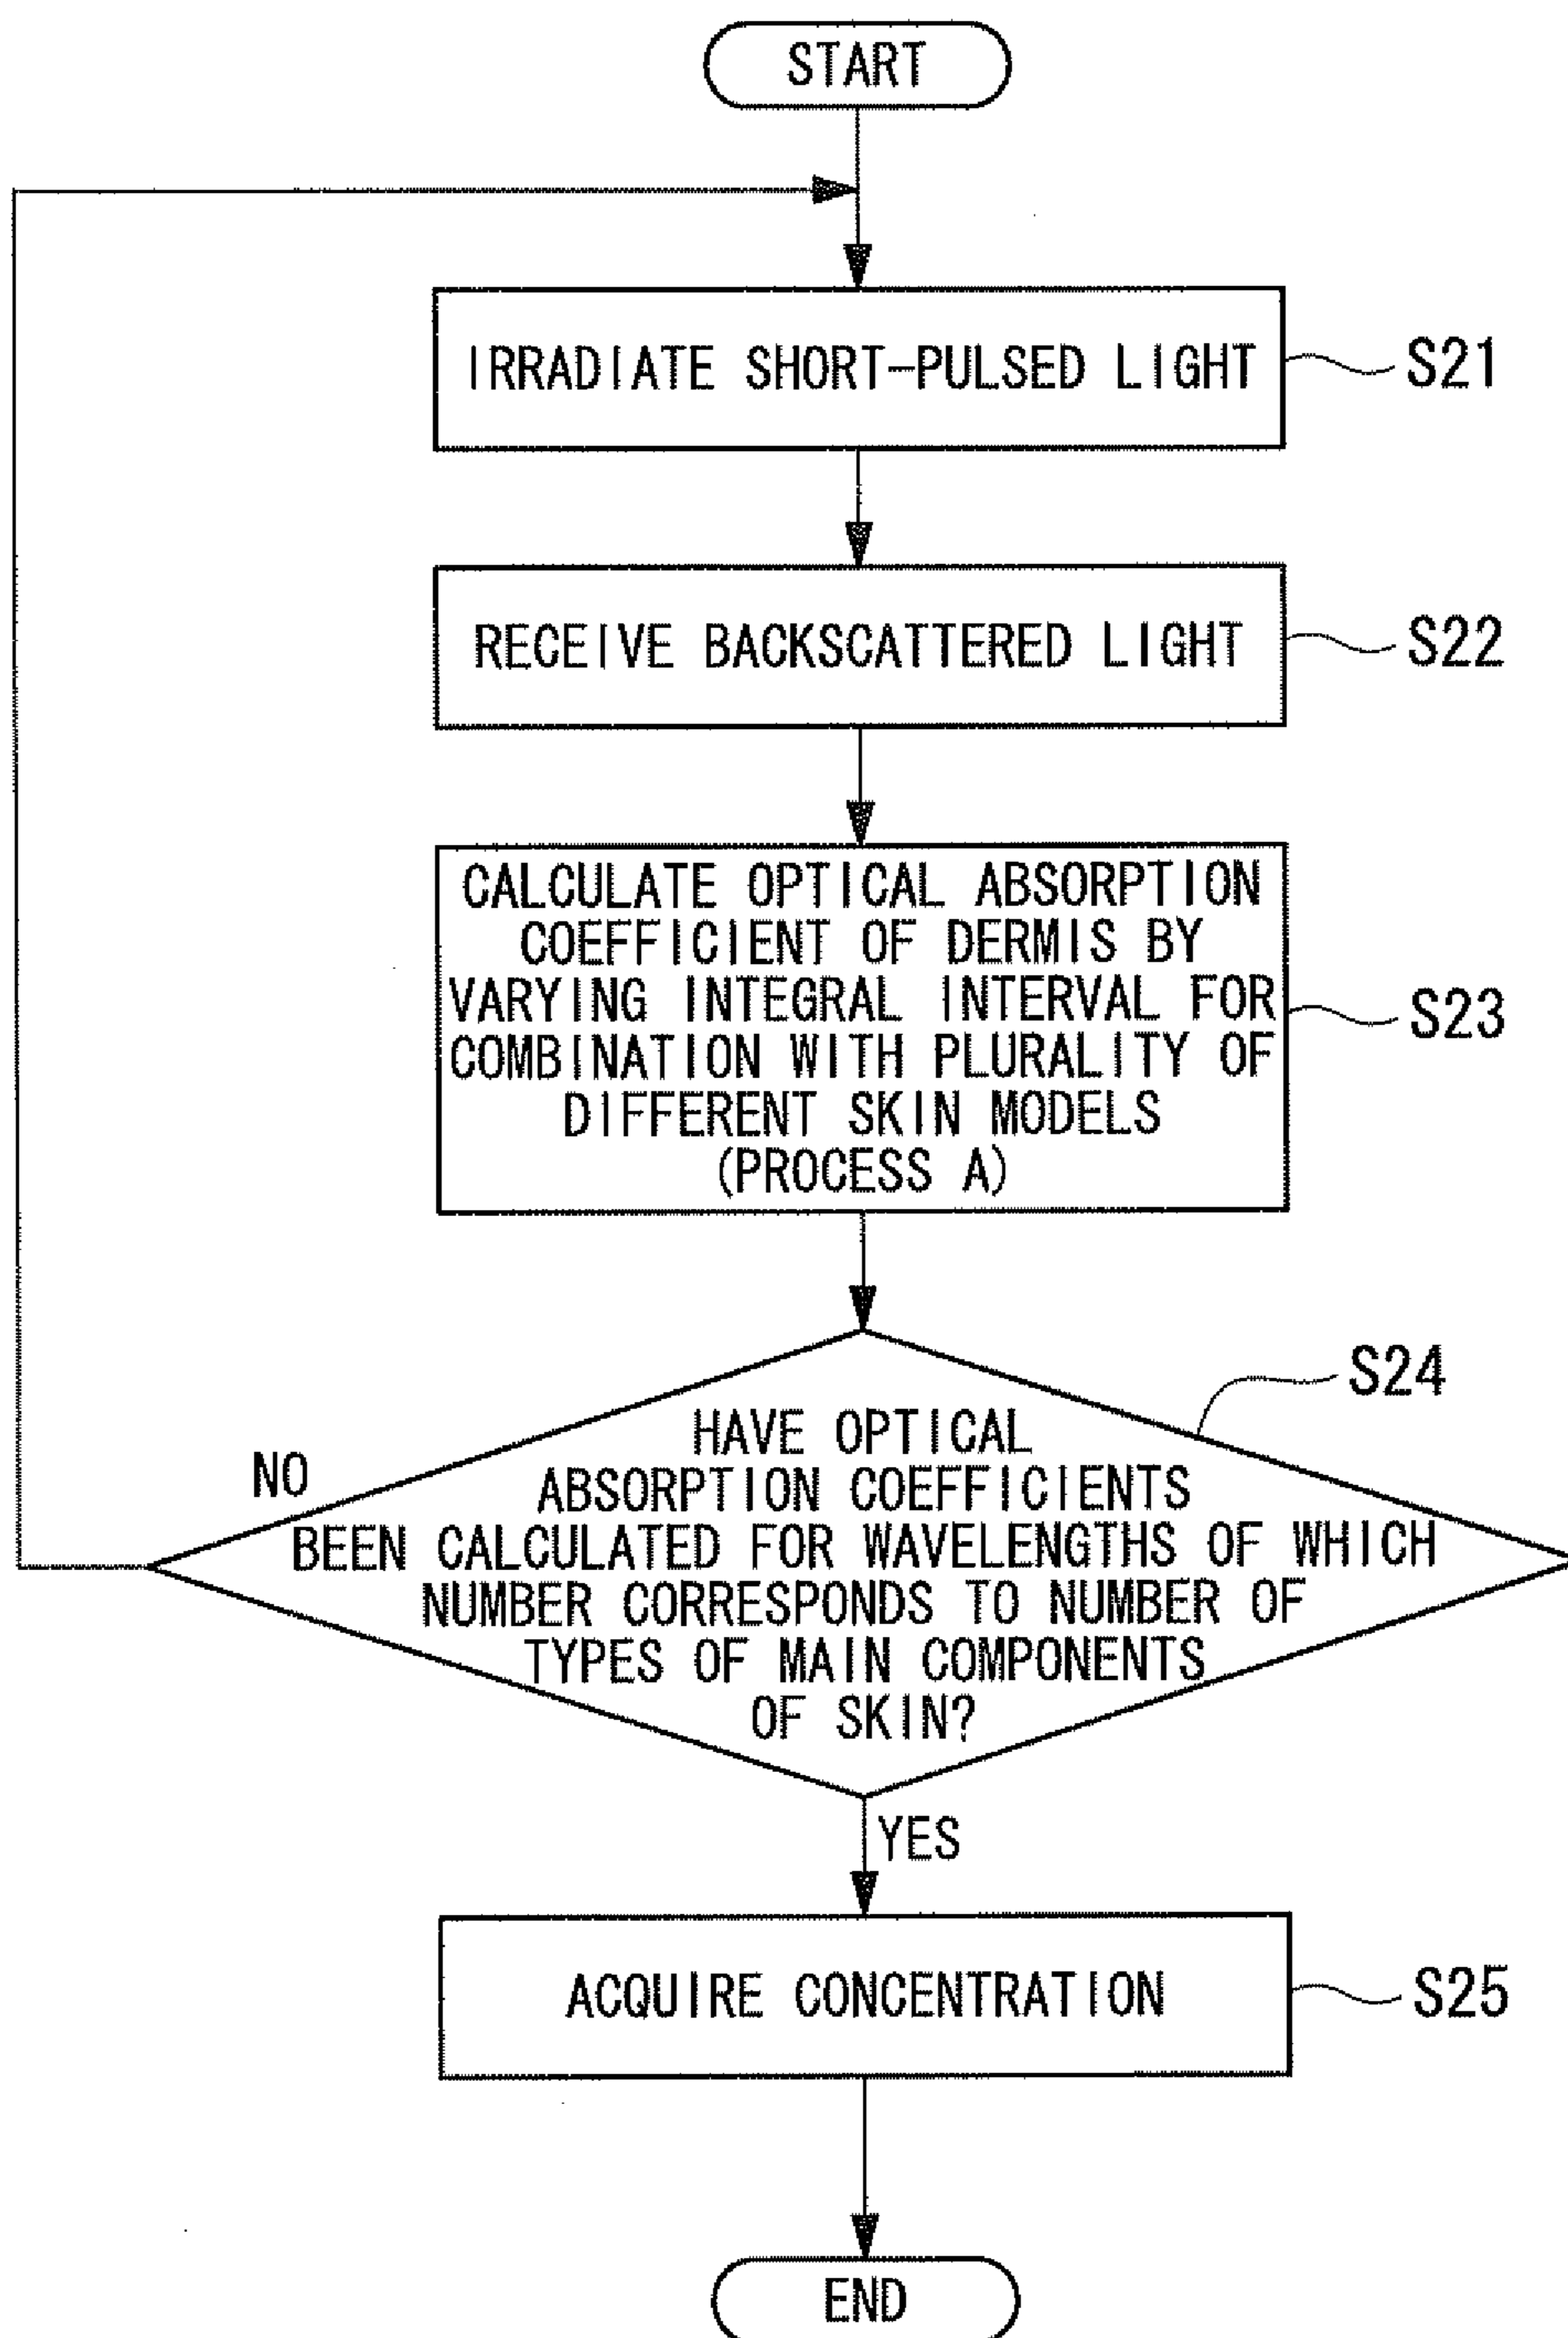 START
IRRADIATE SHORT-PULSED LIGHT
S21
RECEIVE BACKSCATTERED LIGHT
S22
CALCULATE OPTICAL ABSORPTION
COEFFICIENT OF DERMIS BY
VARYING INTEGRAL INTERVAL FOR
COMBINATION WITH PLURALITY OF
DIFFERENT SKIN MODELS
(PROCESS A)
S23
S24
HAVE OPTICAL
ABSORPTION COEFFICIENTS
BEEN CALCULATED FOR WAVELENGTHS OF WHICH
NUMBER CORRESPONDS TO NUMBER OF
TYPES OF MAIN COMPONENTS
OF SKIN?
NO
YES
ACQUIRE CONCENTRATION
S25
END